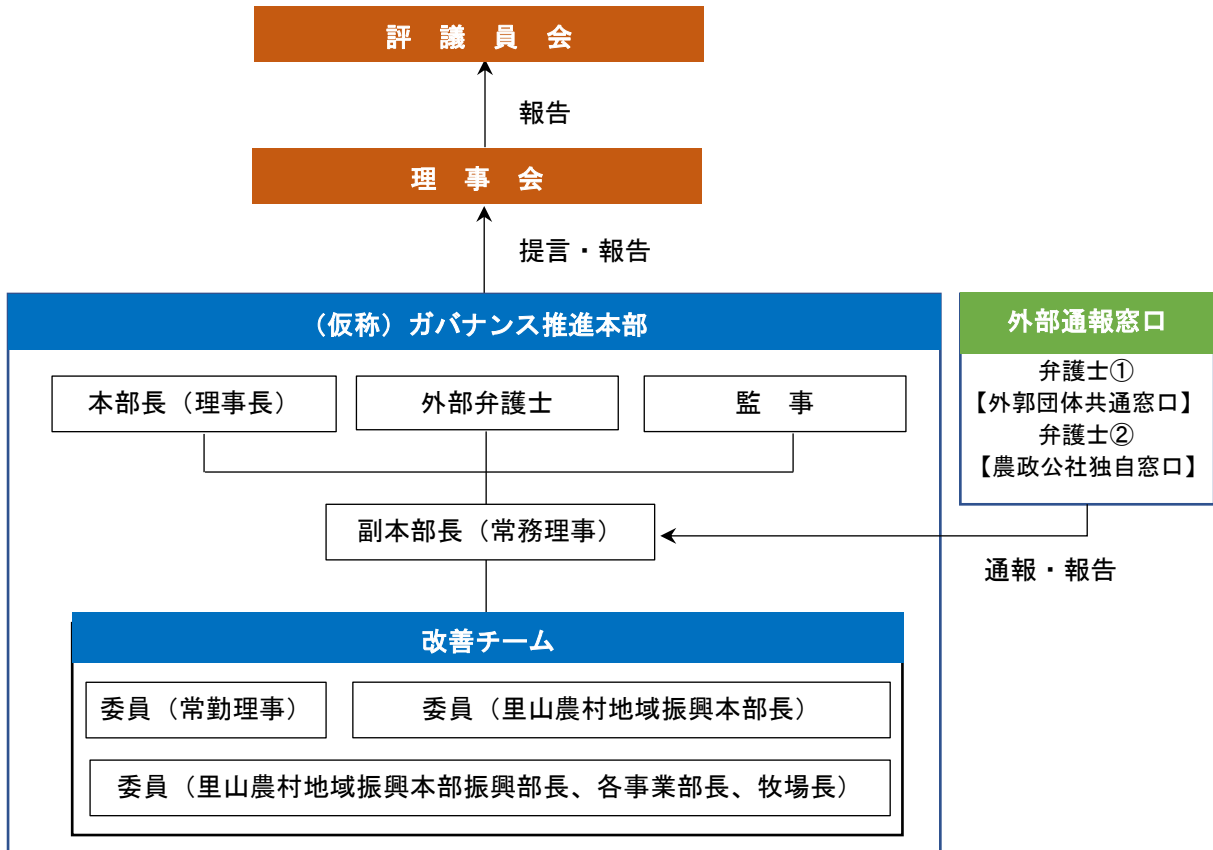 評 議 員 会
報告
理 事 会
提言・報告
（仮称）ガバナンス推進本部
本部長（理事長）
外部弁護士
監 事
副本部長（常務理事）
改善チーム
委員（常勤理事）
委員（里山農村地域振興本部長）
委員（里山農村地域振興本部振興部長、各事業部長、牧場長）
外部通報窓口
弁護士①
【外郭団体共通窓口】
弁護士②
【農政公社独自窓口】
通報・報告